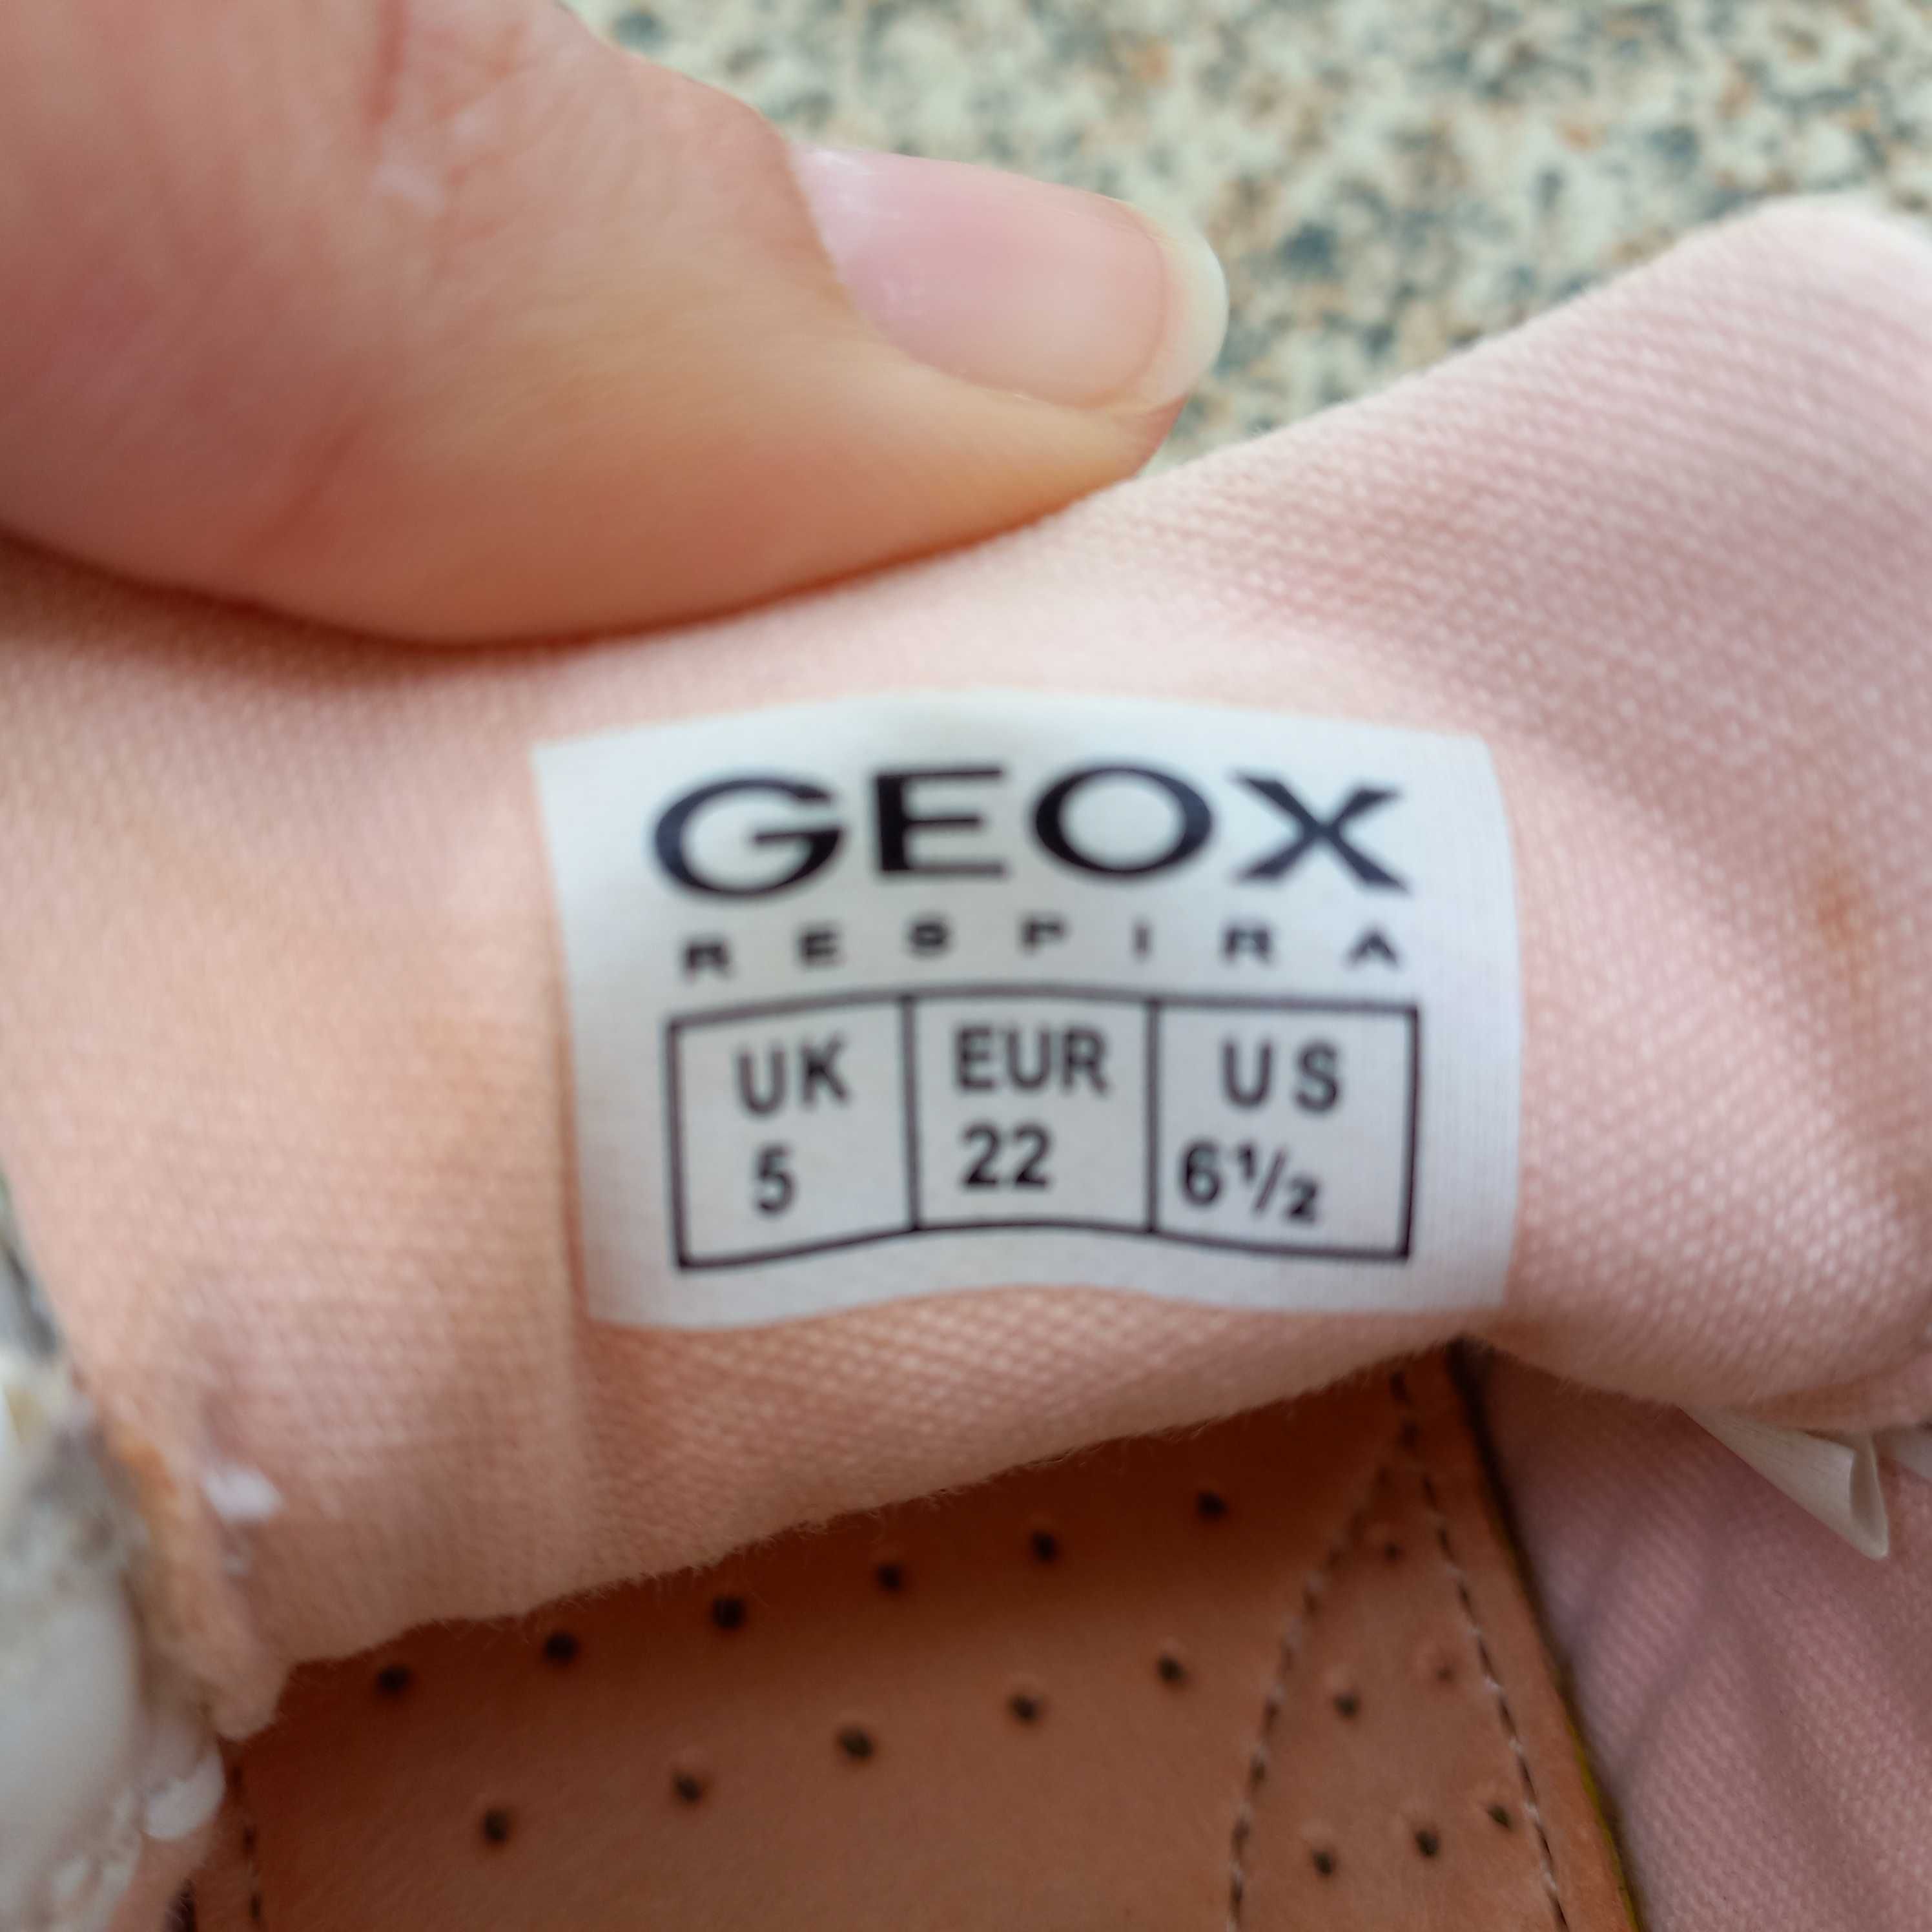 GEOX
RESPIRA
UK EUR US
5 22 6½